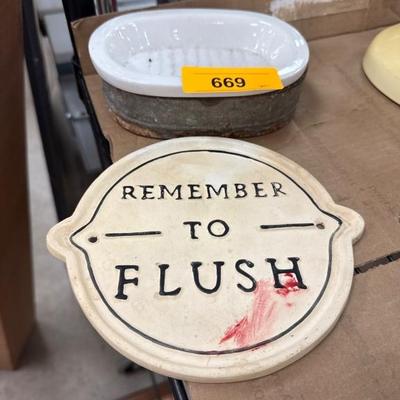 669
REMEMBER
TO
FLUSH